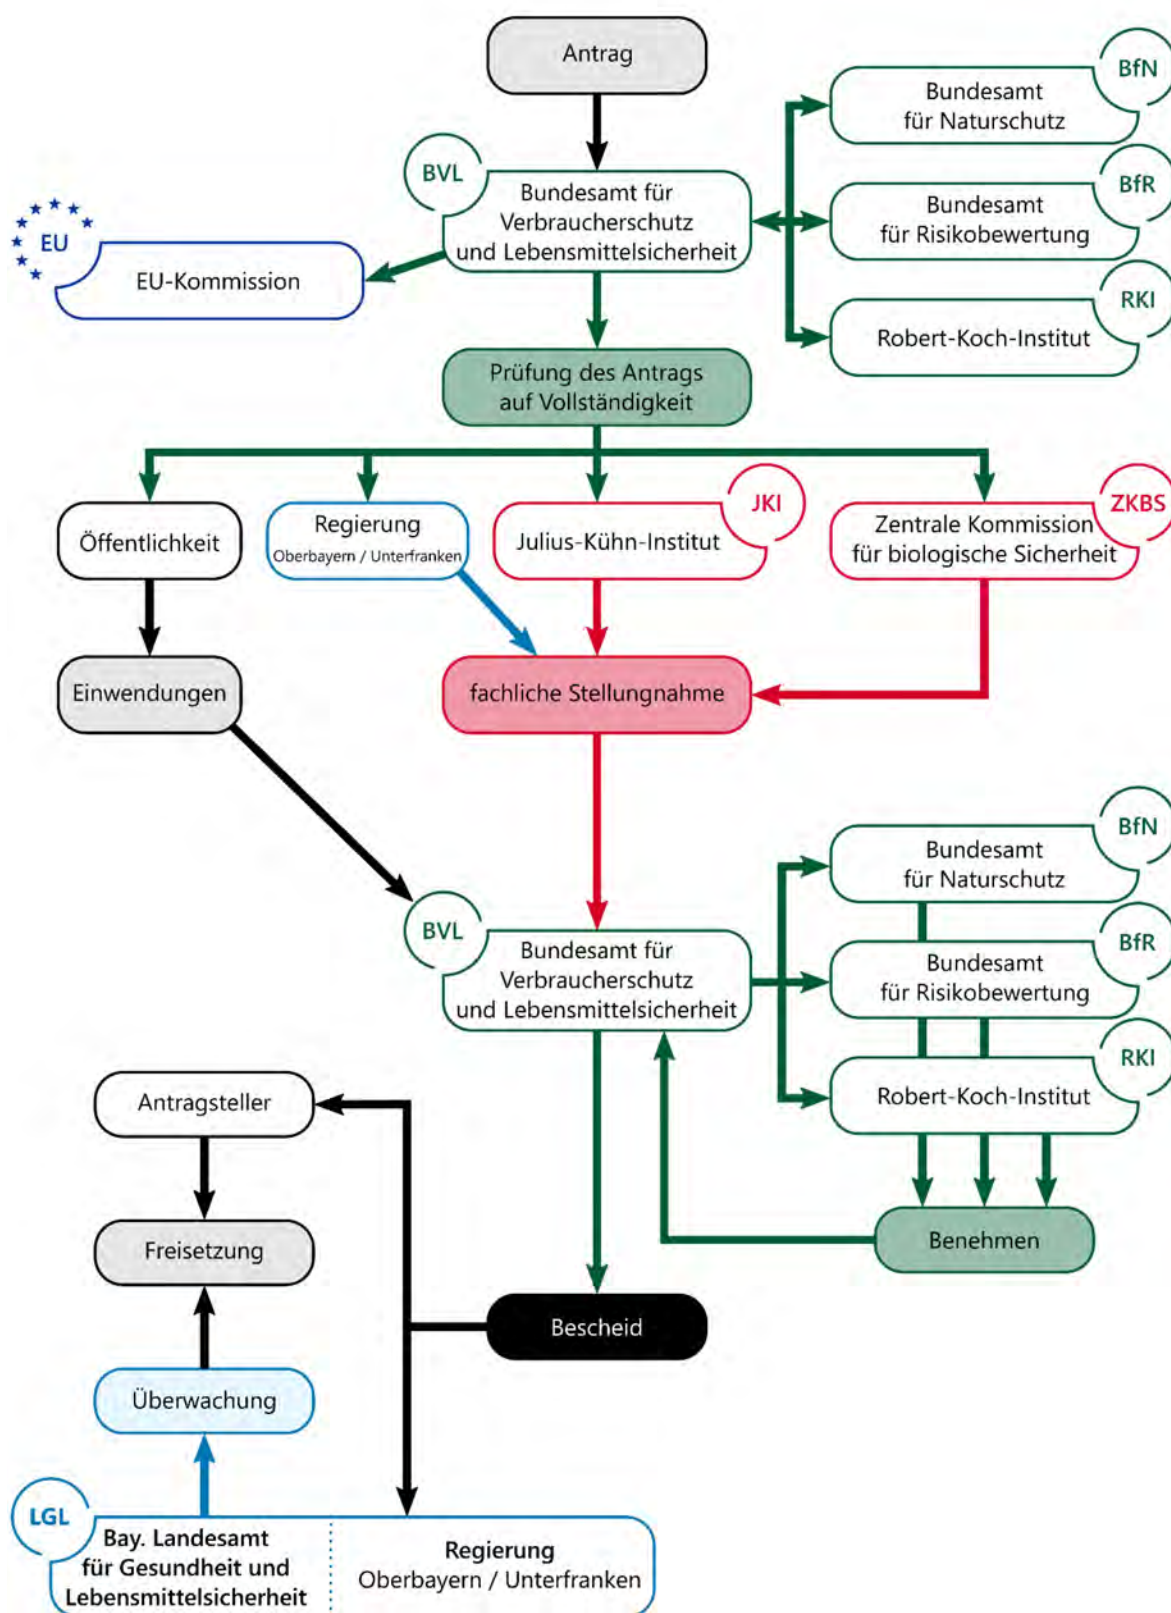 Antrag
BfN
Bundesamt
für Naturschutz
BVL
Bundesamt für
Verbraucherschutz
und Lebensmittelsicherheit
BfR
Bundesamt
für Risikobewertung
EU
EU-Kommission
RKI
Robert-Koch-Institut
Prüfung des Antrags
auf Vollständigkeit
Öffentlichkeit
Regierung
Oberbayern / Unterfranken
JKI
Julius-Kühn-Institut
ZKBS
Zentrale Kommission
für biologische Sicherheit
Einwendungen
fachliche Stellungnahme
BfN
Bundesamt
für Naturschutz
BVL
Bundesamt für
Verbraucherschutz
und Lebensmittelsicherheit
BfR
Bundesamt
für Risikobewertung
RKI
Robert-Koch-Institut
Antragsteller
Freisetzung
Benehmen
Bescheid
Überwachung
LGL
Bay. Landesamt
für Gesundheit und
Lebensmittelsicherheit
Regierung
Oberbayern / Unterfranken